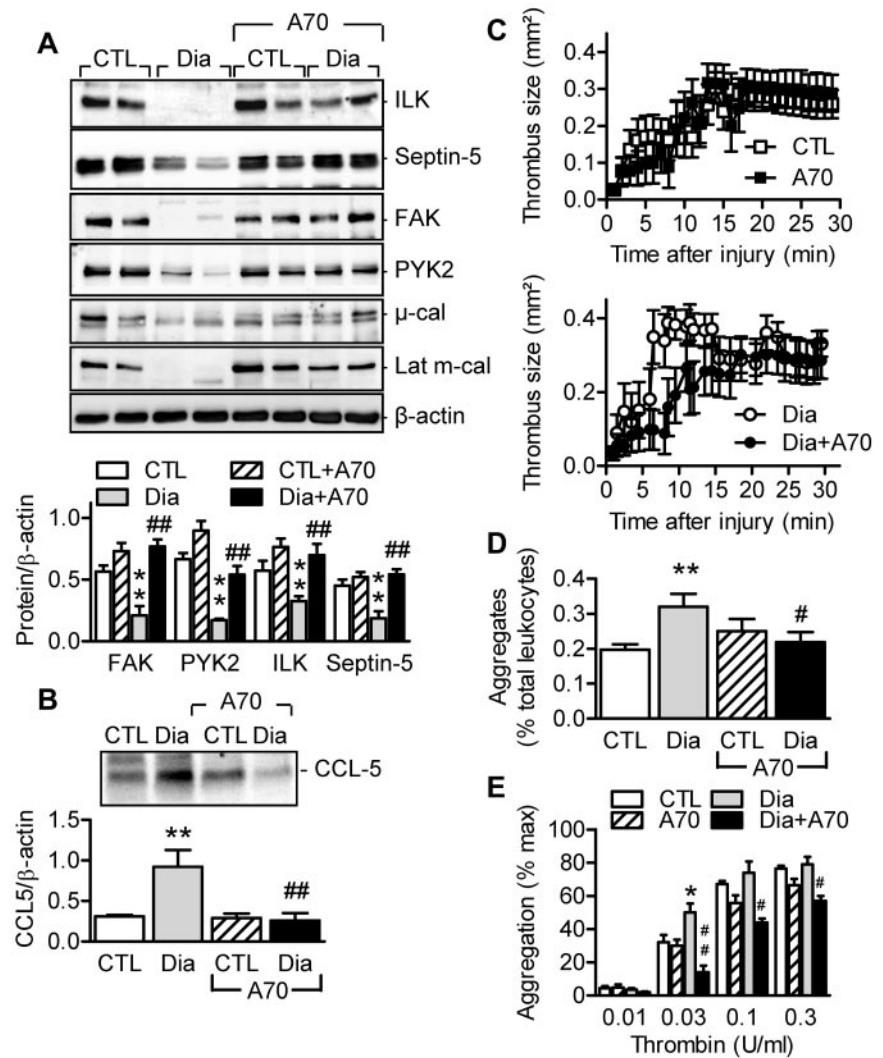 A
A70
CTL Dia CTL Dia
ILK
Septin-5
FAK
PYK2
µ-cal
Lat m-cal
β-actin
CTL CTL+A70
Dia Dia+A70
Protein/β-actin
1.0
0.5
0.0
** ## ** ## ** ## ** ##
FAK PYK2 ILK Septin-5
B
A70
CTL Dia CTL Dia
- CCL-5
CCL5/β-actin
1.5
1.0
0.5
0.0
** ##
CTL Dia CTL Dia
A70
C
Thrombus size (mm²)
0.4
0.3
0.2
0.1
0.0
CTL
A70
0 5 10 15 20 25 30
Time after injury (min)
Thrombus size (mm²)
0.4
0.2
0.0
Dia
Dia+A70
0 5 10 15 20 25 30
Time after injury (min)
D
Aggregates
(% total leukocytes)
0.4
0.3
0.2
0.1
0.0
** #
CTL Dia CTL Dia
A70
E
CTL Dia
A70 Dia+A70
Aggregation (% max)
100
80
60
40
20
0
* ## # #
0.01 0.03 0.1 0.3
Thrombin (U/ml)